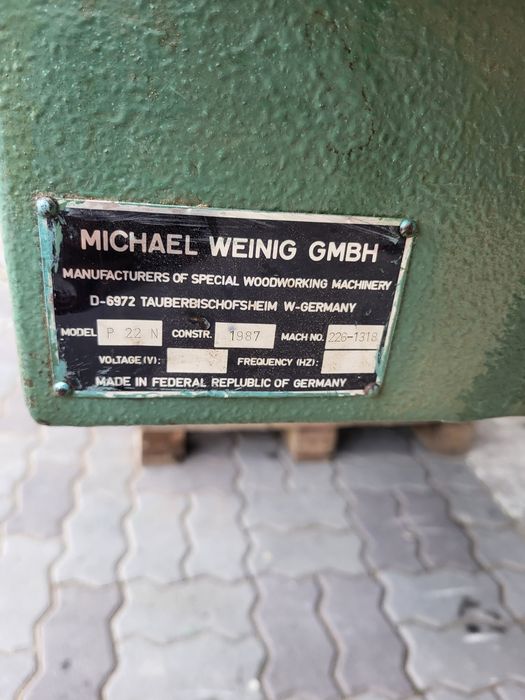 MICHAEL WEINIG GMBH
MANUFACTURERS OF SPECIAL WOODWORKING MACHINERY
D-6972 TAUBERBISCHOFSHEIM W-GERMANY
MODEL P 22 N CONSTR. 1987 MACH NO. 226-1318
VOLTAGE (V): FREQUENCY (HZ):
MADE IN FEDERAL REPUBLIC OF GERMANY